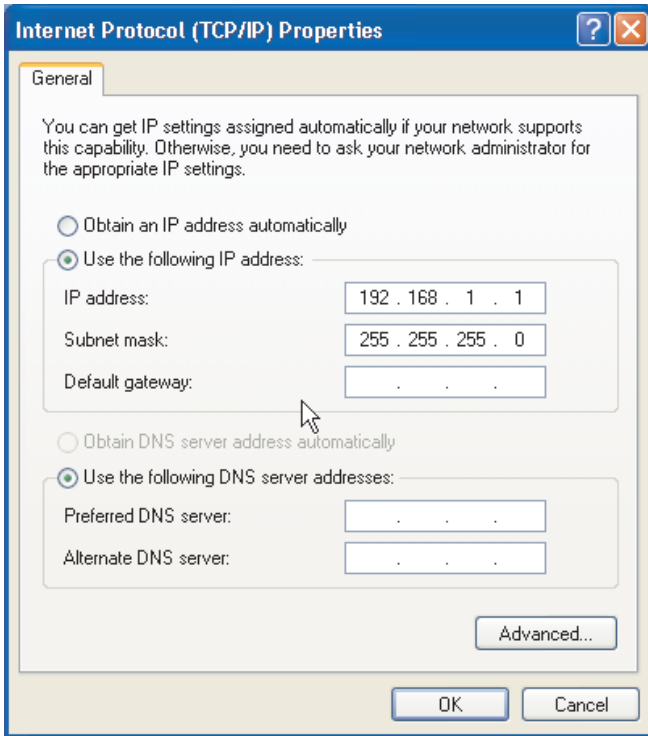 Internet Protocol (TCP/IP) Properties
General
You can get IP settings assigned automatically if your network supports
this capability. Otherwise, you need to ask your network administrator for
the appropriate IP settings.
Obtain an IP address automatically
Use the following IP address:
IP address: 192 . 168 . 1 . 1
Subnet mask: 255 . 255 . 255 . 0
Default gateway: . . .
Obtain DNS server address automatically
Use the following DNS server addresses:
Preferred DNS server: . . .
Alternate DNS server: . . .
Advanced...
OK Cancel